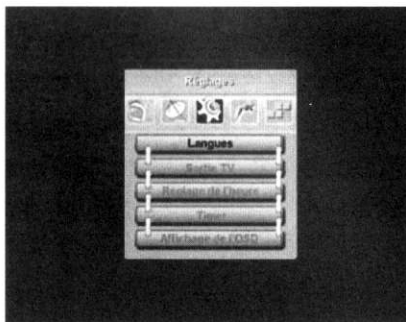 Réglages
Langues
Sortie TV
Réglage de l'heure
Timer
Affichage de l'OSD